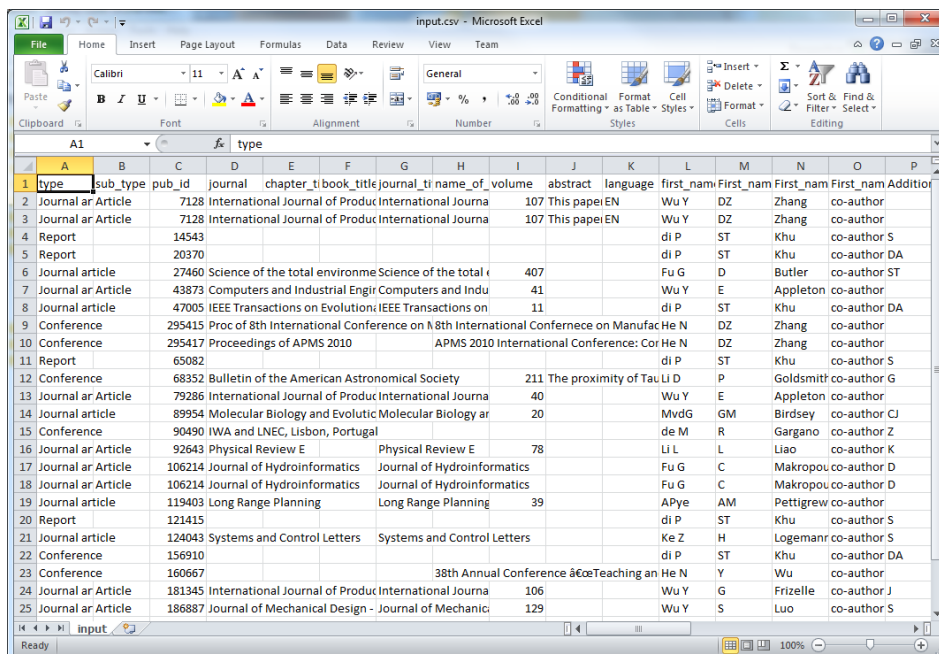 input.csv - Microsoft Excel
File Home Insert Page Layout Formulas Data Review View Team
Paste
Clipboard
Calibri 11 A A
B I U A
Font
Alignment
General
% , .00 .0
Number
Conditional Formatting Format as Table Cell Styles
Styles
Insert
Delete
Format
Cells
Σ Sort & Filter Find & Select
Editing
A1 fx type
A B C D E F G H I J K L M N O P
1 type sub_type pub_id journal chapter_ti book_title journal_ti name_of_ volume abstract language first_name First_nam First_nam First_nam Addition
2 Journal ar Article 7128 International Journal of Produc International Journa 107 This paper EN Wu Y DZ Zhang co-author
3 Journal ar Article 7128 International Journal of Produc International Journa 107 This paper EN Wu Y DZ Zhang co-author
4 Report 14543 di P ST Khu co-author S
5 Report 20370 di P ST Khu co-author DA
6 Journal article 27460 Science of the total environme Science of the total e 407 Fu G D Butler co-author ST
7 Journal ar Article 43873 Computers and Industrial Engir Computers and Indu 41 Wu Y E Appleton co-author
8 Journal article 47005 IEEE Transactions on Evolutiona IEEE Transactions on 11 di P ST Khu co-author DA
9 Conference 295415 Proc of 8th International Conference on M 8th International Confernece on Manufac He N DZ Zhang co-author
10 Conference 295417 Proceedings of APMS 2010 APMS 2010 International Conference: Cor He N DZ Zhang co-author
11 Report 65082 di P ST Khu co-author S
12 Conference 68352 Bulletin of the American Astronomical Society 211 The proximity of Tau Li D P Goldsmith co-author G
13 Journal ar Article 79286 International Journal of Produc International Journa 40 Wu Y E Appleton co-author
14 Journal article 89954 Molecular Biology and Evolutic Molecular Biology ar 20 MvdG GM Birdsey co-author CJ
15 Conference 90490 IWA and LNEC, Lisbon, Portugal de M R Gargano co-author Z
16 Journal ar Article 92643 Physical Review E Physical Review E 78 Li L L Liao co-author K
17 Journal ar Article 106214 Journal of Hydroinformatics Journal of Hydroinformatics Fu G C Makropou co-author D
18 Journal ar Article 106214 Journal of Hydroinformatics Journal of Hydroinformatics Fu G C Makropou co-author D
19 Journal ar Article 119403 Long Range Planning Long Range Planning 39 APye AM Pettigrew co-author
20 Report 121415 di P ST Khu co-author S
21 Journal article 124043 Systems and Control Letters Systems and Control Letters Ke Z H Logemann co-author S
22 Conference 156910 di P ST Khu co-author DA
23 Conference 160667 38th Annual Conference â€œTeaching an He N Y Wu co-author
24 Journal ar Article 181345 International Journal of Produc International Journa 106 Wu Y G Frizelle co-author J
25 Journal ar Article 186887 Journal of Mechanical Design - Journal of Mechanica 129 Wu Y S Luo co-author S
input
Ready 100%